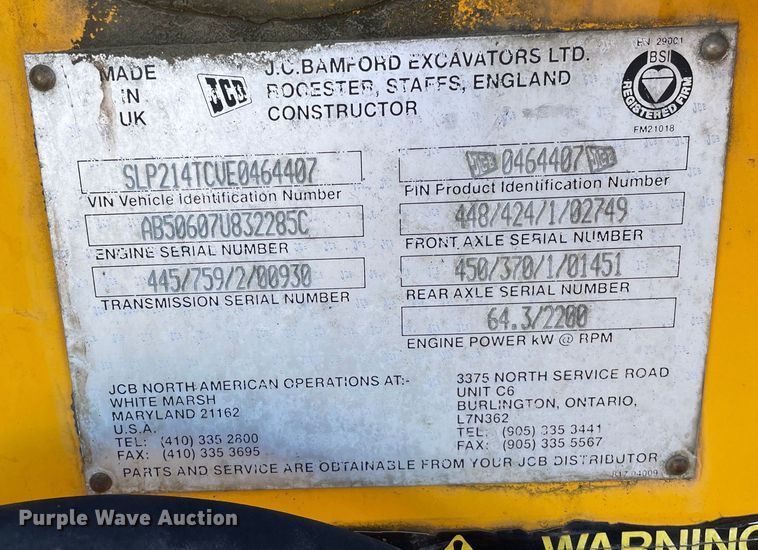 MADE
IN
UK
JCB
J.C.BAMFORD EXCAVATORS LTD.
ROCESTER, STAFFS, ENGLAND
CONSTRUCTOR
EN 29001
BSI
REGISTERED FIRM
FM21018
SLP214TCVE0464407
VIN Vehicle Identification Number
AB50607U832285C
ENGINE SERIAL NUMBER
445/759/2/00930
TRANSMISSION SERIAL NUMBER
JCB 0464407 JCB
PIN Product Identification Number
448/424/1/02749
FRONT AXLE SERIAL NUMBER
450/370/1/01451
REAR AXLE SERIAL NUMBER
64.3/2200
ENGINE POWER kW @ RPM
JCB NORTH AMERICAN OPERATIONS AT:-
WHITE MARSH
MARYLAND 21162
U.S.A.
TEL: (410) 335 2800
FAX: (410) 335 3695
3375 NORTH SERVICE ROAD
UNIT C6
BURLINGTON, ONTARIO,
L7N362
TEL: (905) 335 3441
FAX: (905) 335 5567
PARTS AND SERVICE ARE OBTAINABLE FROM YOUR JCB DISTRIBUTOR
817 04009
Purple Wave Auction
WARNING